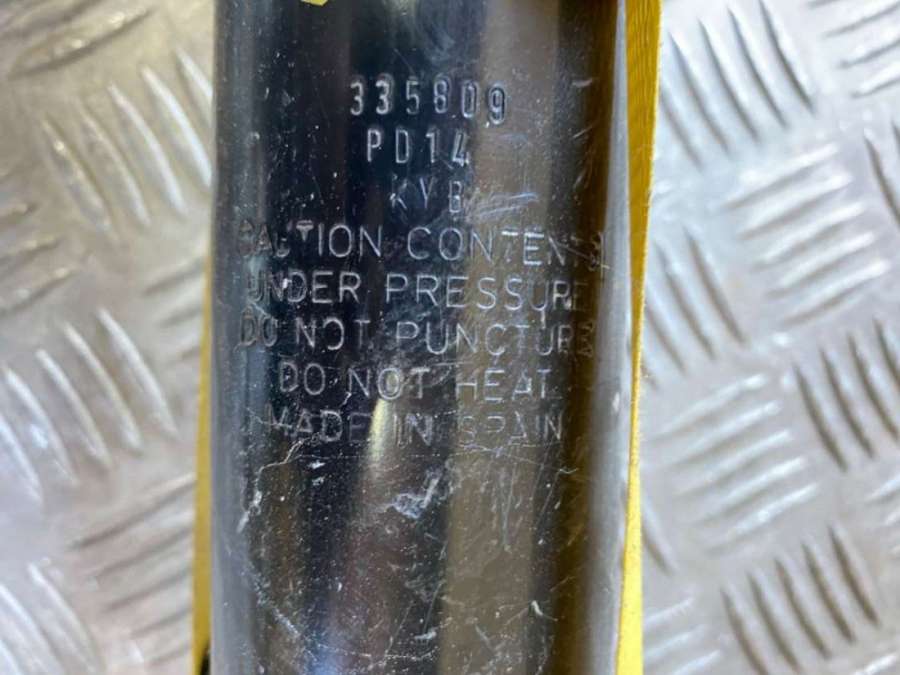 335809
PD14
KYB
CAUTION CONTENTS
UNDER PRESSURE
DO NOT PUNCTURE
DO NOT HEAT
MADE IN SPAIN